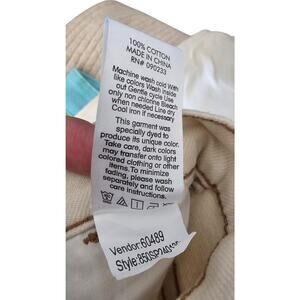 100% COTTON
MADE IN CHINA
RN# 090233
Machine wash cold With
like colors Wash inside
out Gentle cycle Use
only non chlorine Bleach
when needed Line dry
Cool iron if necessary
This garment was
specially dyed to
produce its unique color.
Take care, dark colors
may transfer onto light
colored clothing or other
items. To minimize
fading, please wash
separately and follow
care instructions.
Vendor:60489